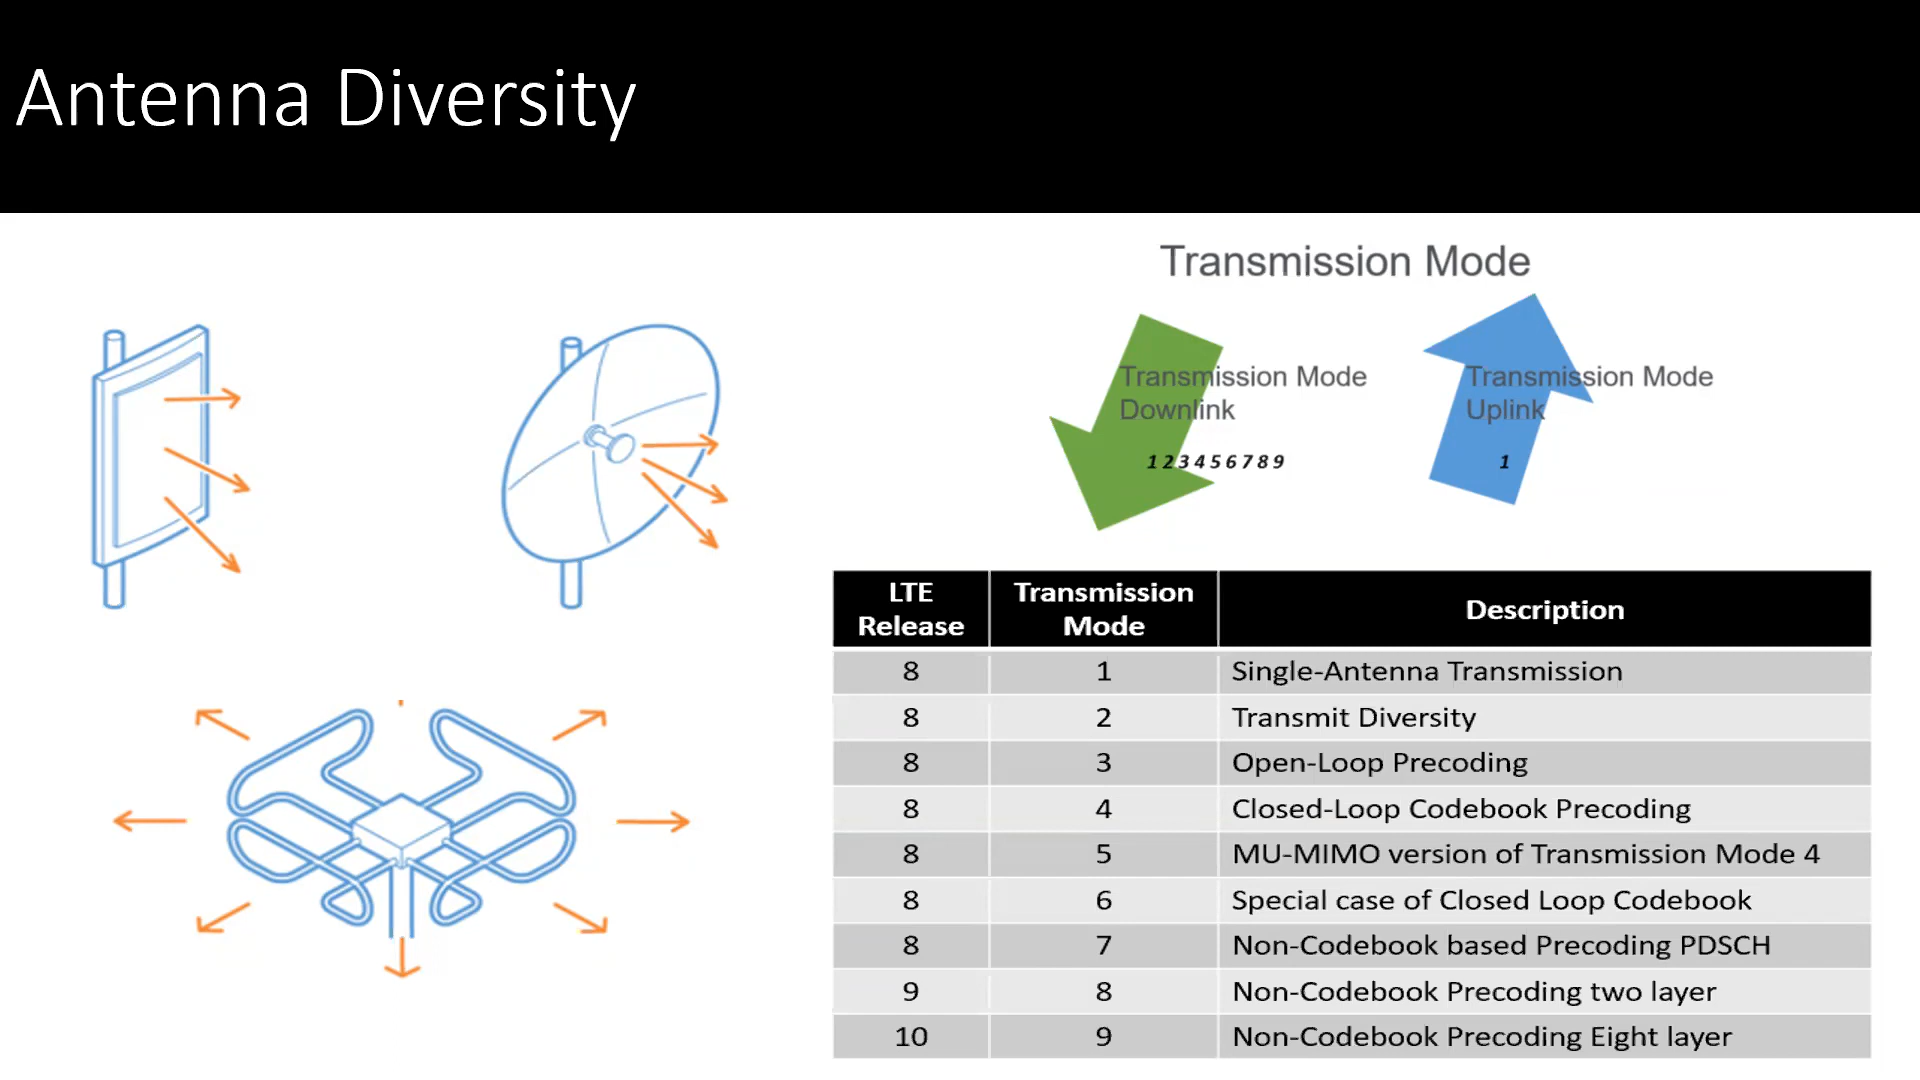 Antenna Diversity
Transmission Mode
Transmission Mode
Downlink
1 2 3 4 5 6 7 8 9
Transmission Mode
Uplink
1
LTE Release Transmission Mode Description
8 1 Single-Antenna Transmission
8 2 Transmit Diversity
8 3 Open-Loop Precoding
8 4 Closed-Loop Codebook Precoding
8 5 MU-MIMO version of Transmission Mode 4
8 6 Special case of Closed Loop Codebook
8 7 Non-Codebook based Precoding PDSCH
9 8 Non-Codebook Precoding two layer
10 9 Non-Codebook Precoding Eight layer